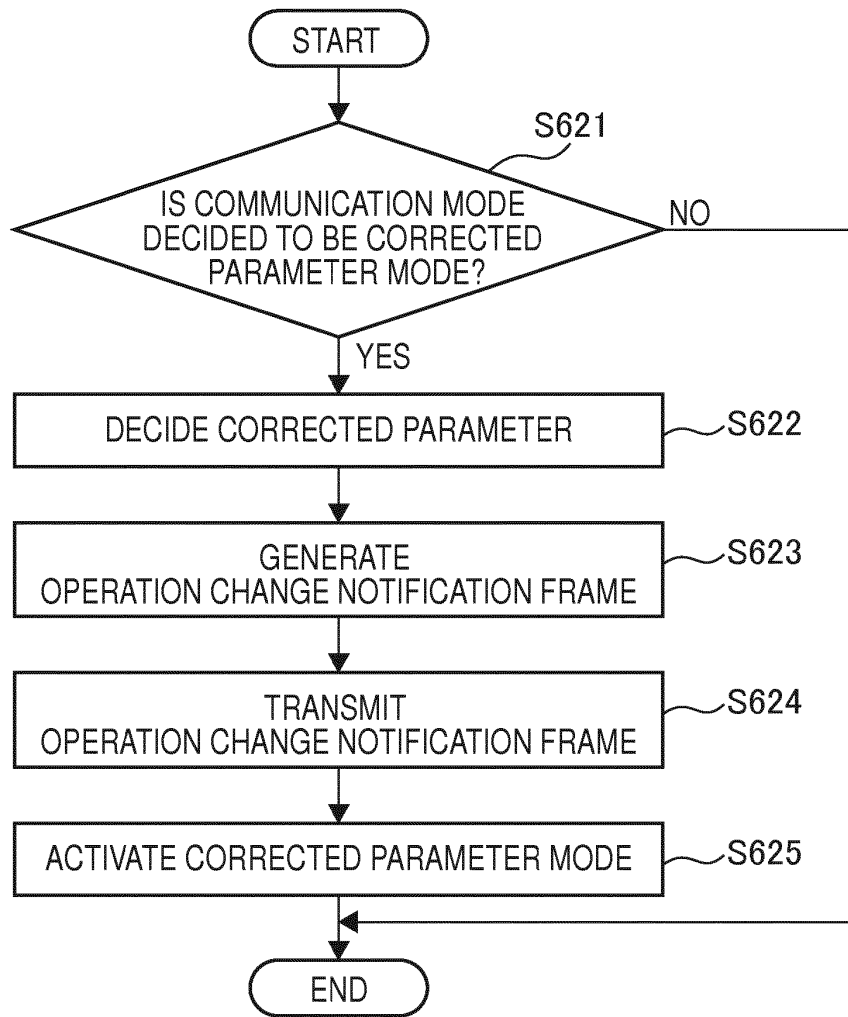 START
S621
IS COMMUNICATION MODE
DECIDED TO BE CORRECTED
PARAMETER MODE?
NO
YES
DECIDE CORRECTED PARAMETER
S622
GENERATE
OPERATION CHANGE NOTIFICATION FRAME
S623
TRANSMIT
OPERATION CHANGE NOTIFICATION FRAME
S624
ACTIVATE CORRECTED PARAMETER MODE
S625
END